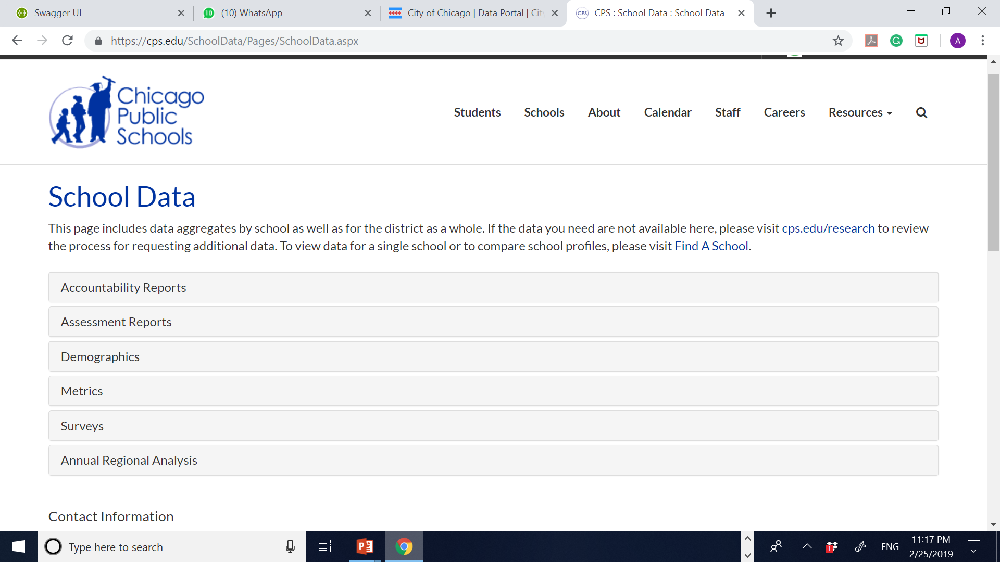 Swagger UI
(10) WhatsApp
City of Chicago | Data Portal | City
CPS : School Data : School Data
https://cps.edu/SchoolData/Pages/SchoolData.aspx
A
Chicago
Public
Schools
Students
Schools
About
Calendar
Staff
Careers
Resources
School Data
This page includes data aggregates by school as well as for the district as a whole. If the data you need are not available here, please visit cps.edu/research to review
the process for requesting additional data. To view data for a single school or to compare school profiles, please visit Find A School.
Accountability Reports
Assessment Reports
Demographics
Metrics
Surveys
Annual Regional Analysis
Contact Information
Type here to search
ENG
11:17 PM
2/25/2019